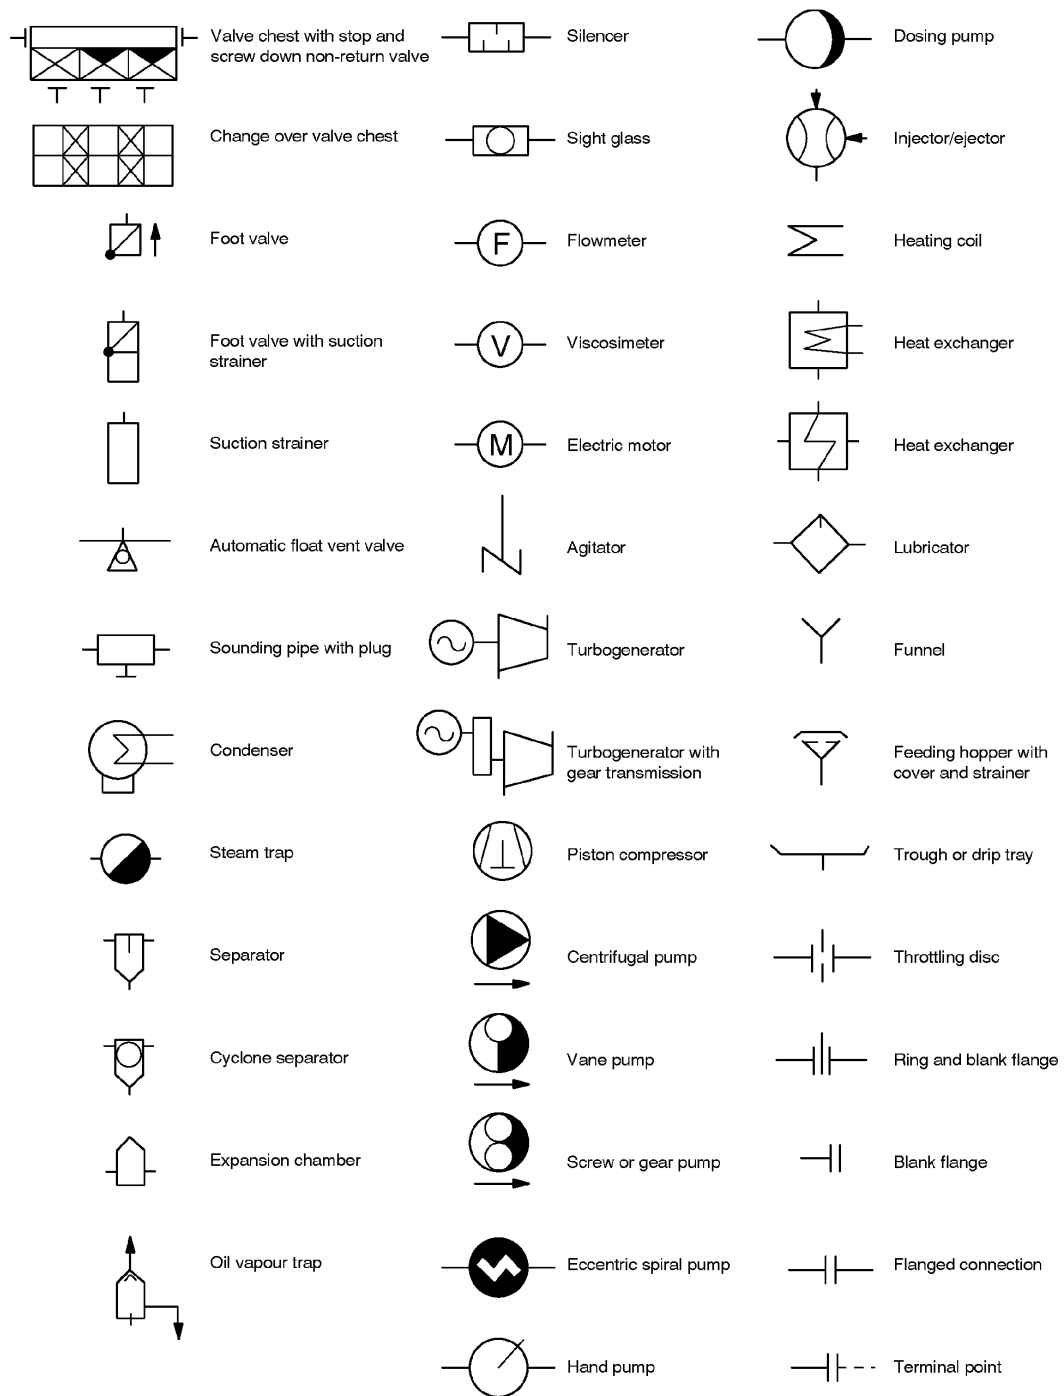 Valve chest with stop and
screw down non-return valve
Change over valve chest
Foot valve
Foot valve with suction
strainer
Suction strainer
Automatic float vent valve
Sounding pipe with plug
Condenser
Steam trap
Separator
Cyclone separator
Expansion chamber
Oil vapour trap
Silencer
Sight glass
F
Flowmeter
V
Viscosimeter
M
Electric motor
Agitator
Turbogenerator
Turbogenerator with
gear transmission
Piston compressor
Centrifugal pump
Vane pump
Screw or gear pump
Eccentric spiral pump
Hand pump
Dosing pump
Injector/ejector
Heating coil
Heat exchanger
Heat exchanger
Lubricator
Funnel
Feeding hopper with
cover and strainer
Trough or drip tray
Throttling disc
Ring and blank flange
Blank flange
Flanged connection
Terminal point